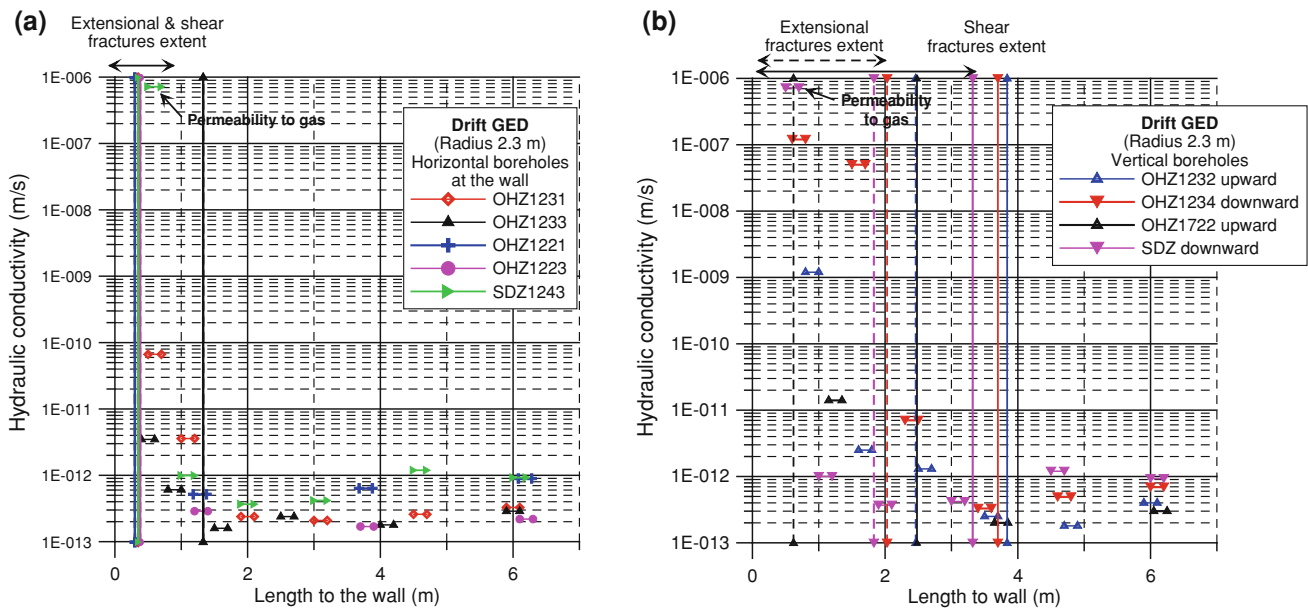 (a)
Extensional & shear
fractures extent
1E-006
1E-007
1E-008
1E-009
1E-010
1E-011
1E-012
1E-013
Hydraulic conductivity (m/s)
Permeability to gas
Drift GED
(Radius 2.3 m)
Horizontal boreholes
at the wall
OHZ1231
OHZ1233
OHZ1221
OHZ1223
SDZ1243
0 2 4 6
Length to the wall (m)
(b)
Extensional
fractures extent
Shear
fractures extent
1E-006
1E-007
1E-008
1E-009
1E-010
1E-011
1E-012
1E-013
Hydraulic conductivity (m/s)
Permeability
to gas
Drift GED
(Radius 2.3 m)
Vertical boreholes
OHZ1232 upward
OHZ1234 downward
OHZ1722 upward
SDZ downward
0 2 4 6
Length to wall (m)